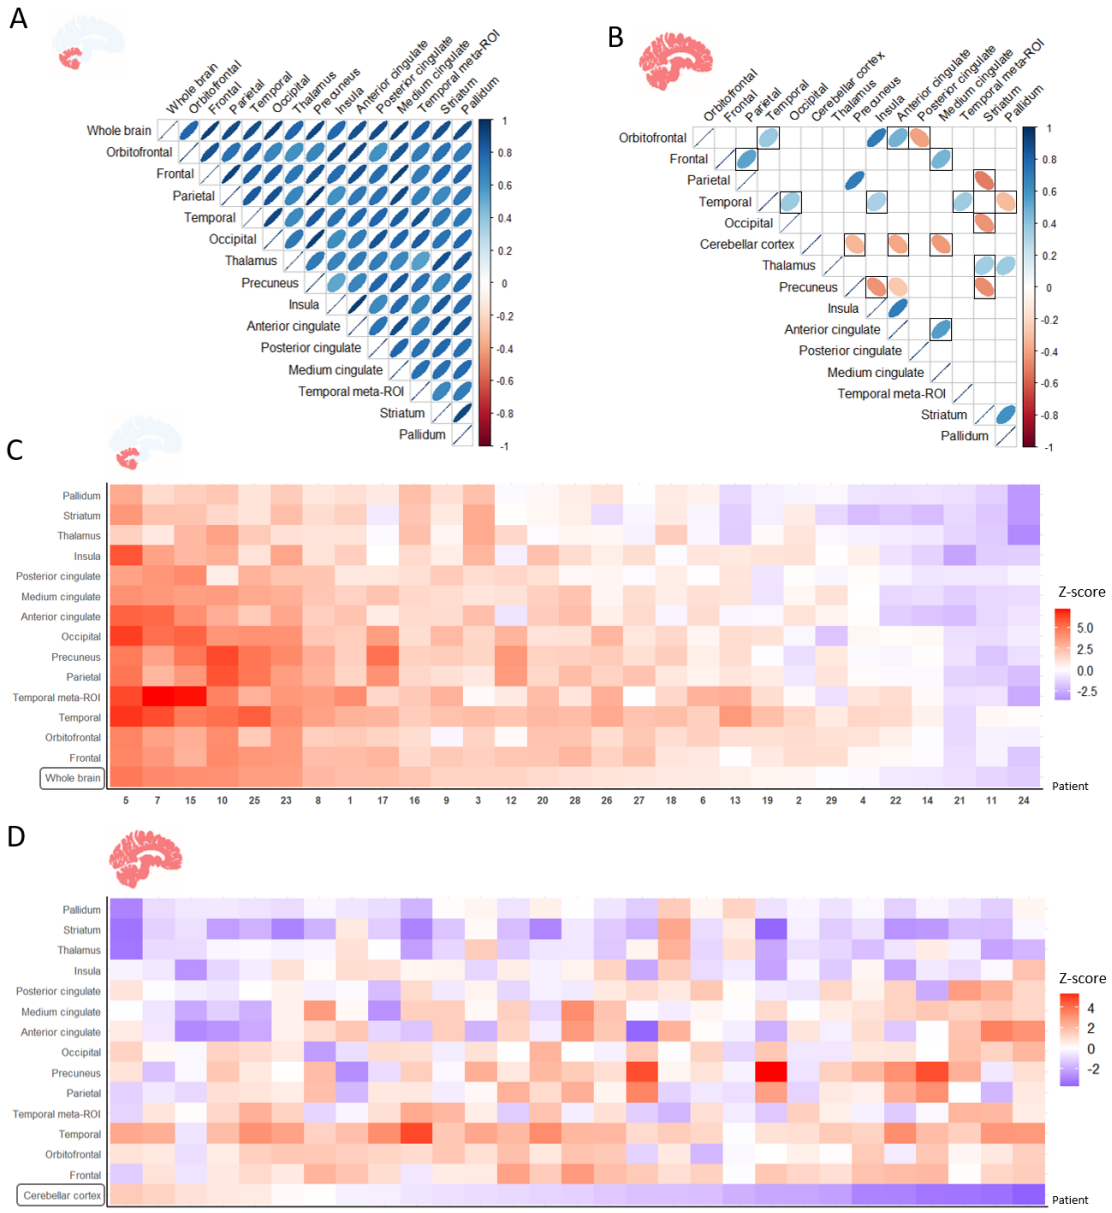 A
Whole brain
Orbitofrontal
Frontal
Parietal
Temporal
Occipital
Thalamus
Precuneus
Insula
Anterior cingulate
Posterior cingulate
Medium cingulate
Temporal meta-ROI
Striatum
Pallidum
Whole brain
Orbitofrontal
Frontal
Parietal
Temporal
Occipital
Thalamus
Precuneus
Insula
Anterior cingulate
Posterior cingulate
Medium cingulate
Temporal meta-ROI
Striatum
Pallidum
1
0.8
0.6
0.4
0.2
0
-0.2
-0.4
-0.6
-0.8
-1
B
Orbitofrontal
Frontal
Parietal
Temporal
Occipital
Cerebellar cortex
Thalamus
Precuneus
Insula
Anterior cingulate
Posterior cingulate
Medium cingulate
Temporal meta-ROI
Striatum
Pallidum
Orbitofrontal
Frontal
Parietal
Temporal
Occipital
Cerebellar cortex
Thalamus
Precuneus
Insula
Anterior cingulate
Posterior cingulate
Medium cingulate
Temporal meta-ROI
Striatum
Pallidum
1
0.8
0.6
0.4
0.2
0
-0.2
-0.4
-0.6
-0.8
-1
C
Pallidum
Striatum
Thalamus
Insula
Posterior cingulate
Medium cingulate
Anterior cingulate
Occipital
Precuneus
Parietal
Temporal meta-ROI
Temporal
Orbitofrontal
Frontal
Whole brain
5 7 15 10 25 23 8 1 17 16 9 3 12 20 28 26 27 18 6 13 19 2 29 4 22 14 21 11 24
Patient
Z-score
5.0
2.5
0.0
-2.5
D
Pallidum
Striatum
Thalamus
Insula
Posterior cingulate
Medium cingulate
Anterior cingulate
Occipital
Precuneus
Parietal
Temporal meta-ROI
Temporal
Orbitofrontal
Frontal
Cerebellar cortex
Patient
Z-score
4
2
0
-2